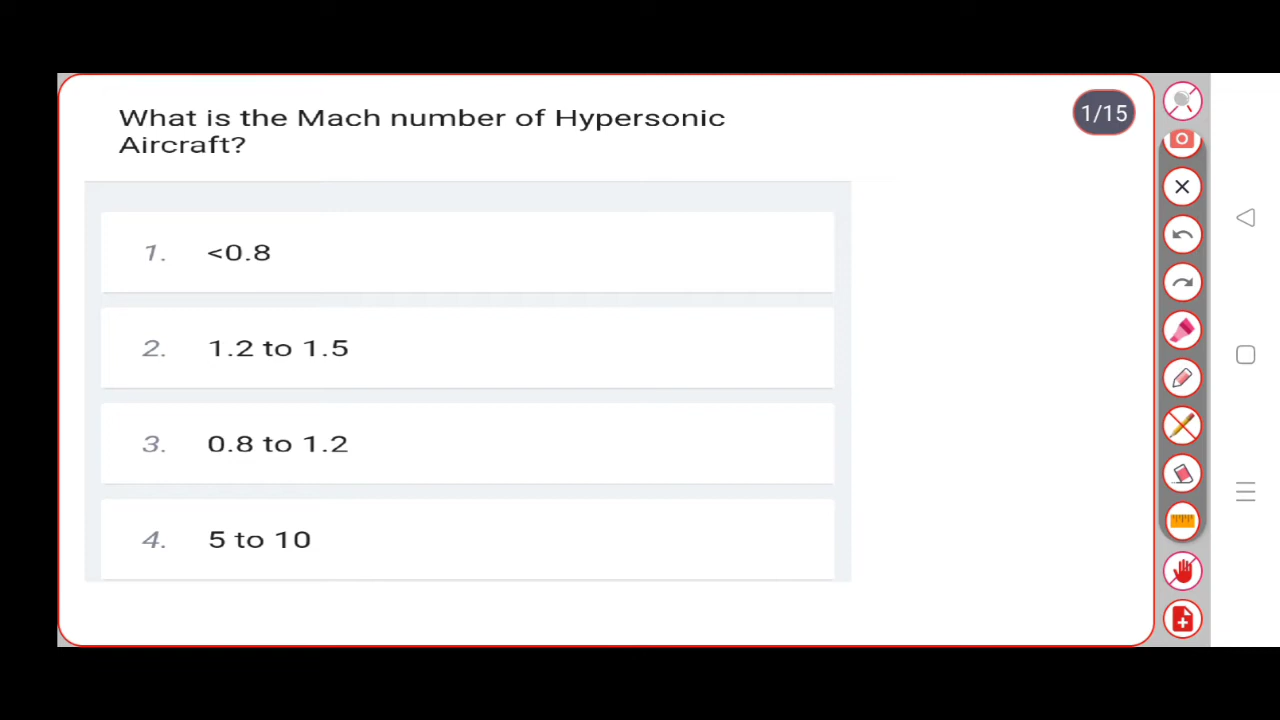 What is the Mach number of Hypersonic
Aircraft?
1/15
1. <0.8
2. 1.2 to 1.5
3. 0.8 to 1.2
4. 5 to 10